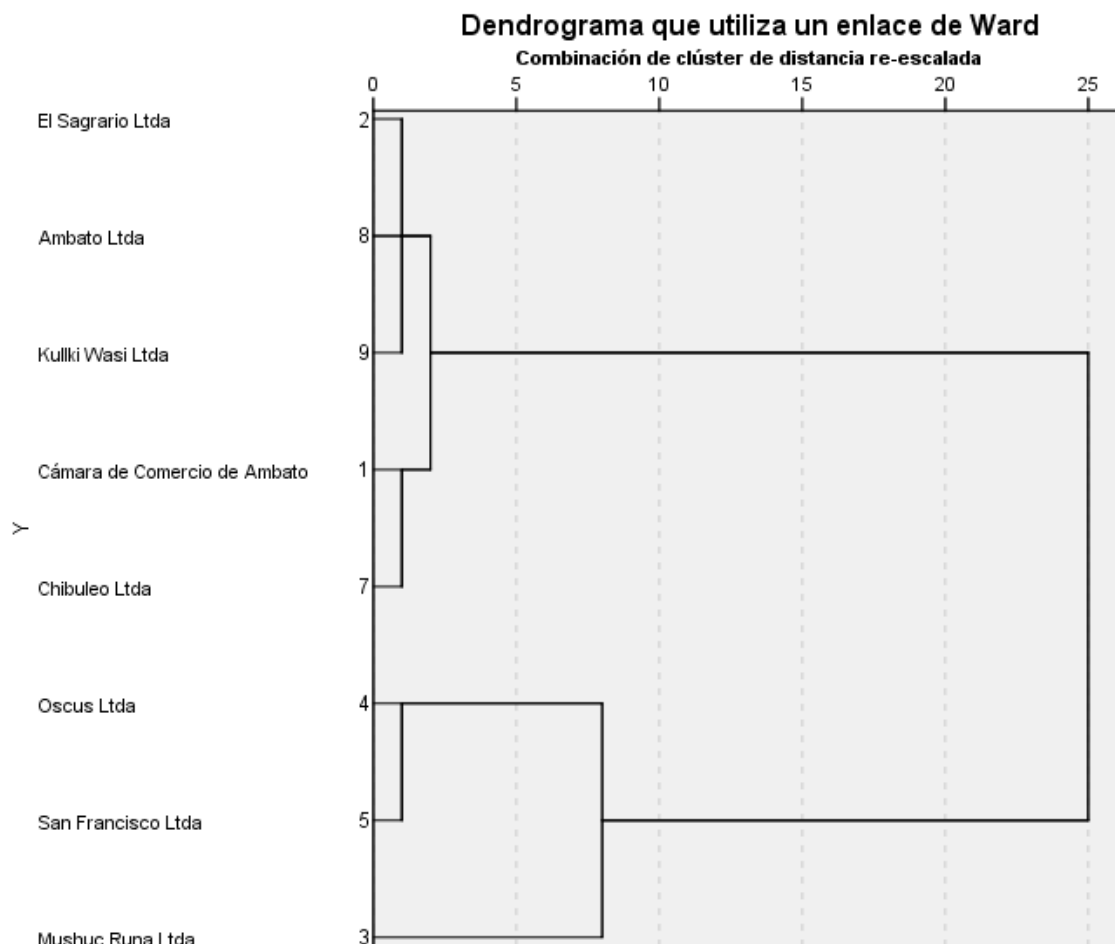 Dendrograma que utiliza un enlace de Ward
Combinación de clúster de distancia re-escalada
0 5 10 15 20 25
El Sagrario Ltda 2
Ambato Ltda 8
Kullki Wasi Ltda 9
Cámara de Comercio de Ambato 1
Y
Chibuleo Ltda 7
Oscus Ltda 4
San Francisco Ltda 5
Mushuc Runa Ltda 3